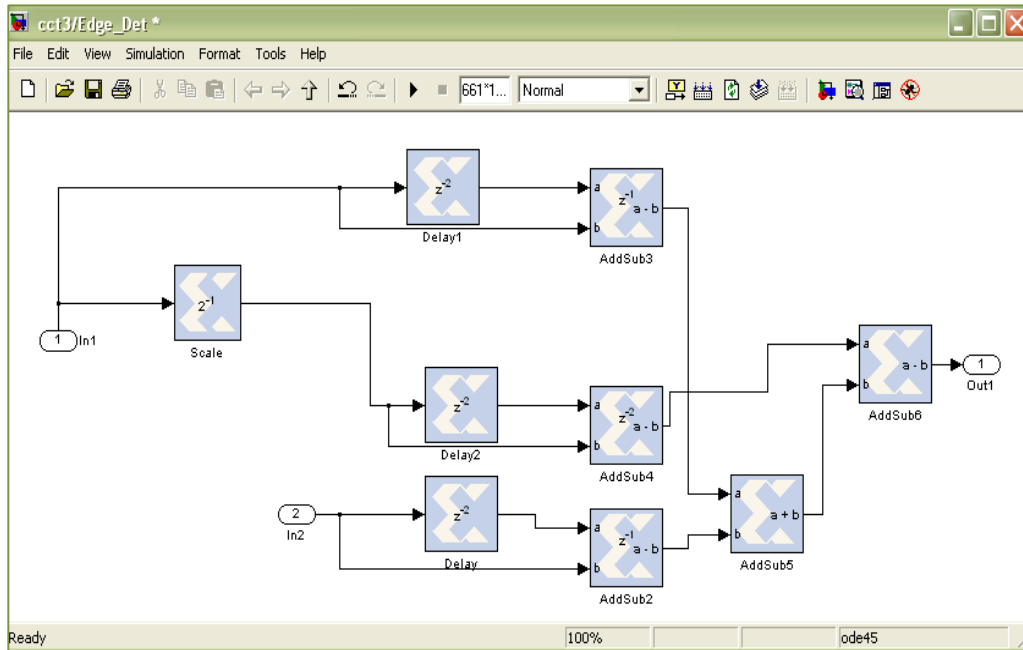 cct3/Edge_Det *
File Edit View Simulation Format Tools Help
661*1... Normal
z-2
Delay1
a
b
z-1
a - b
AddSub3
2-1
Scale
1
In1
z-2
Delay2
a
b
z-2
a - b
AddSub4
2
In2
z-2
Delay
a
b
z-1
a - b
AddSub2
a
b
a + b
AddSub5
a
b
a - b
AddSub6
1
Out1
Ready 100% ode45